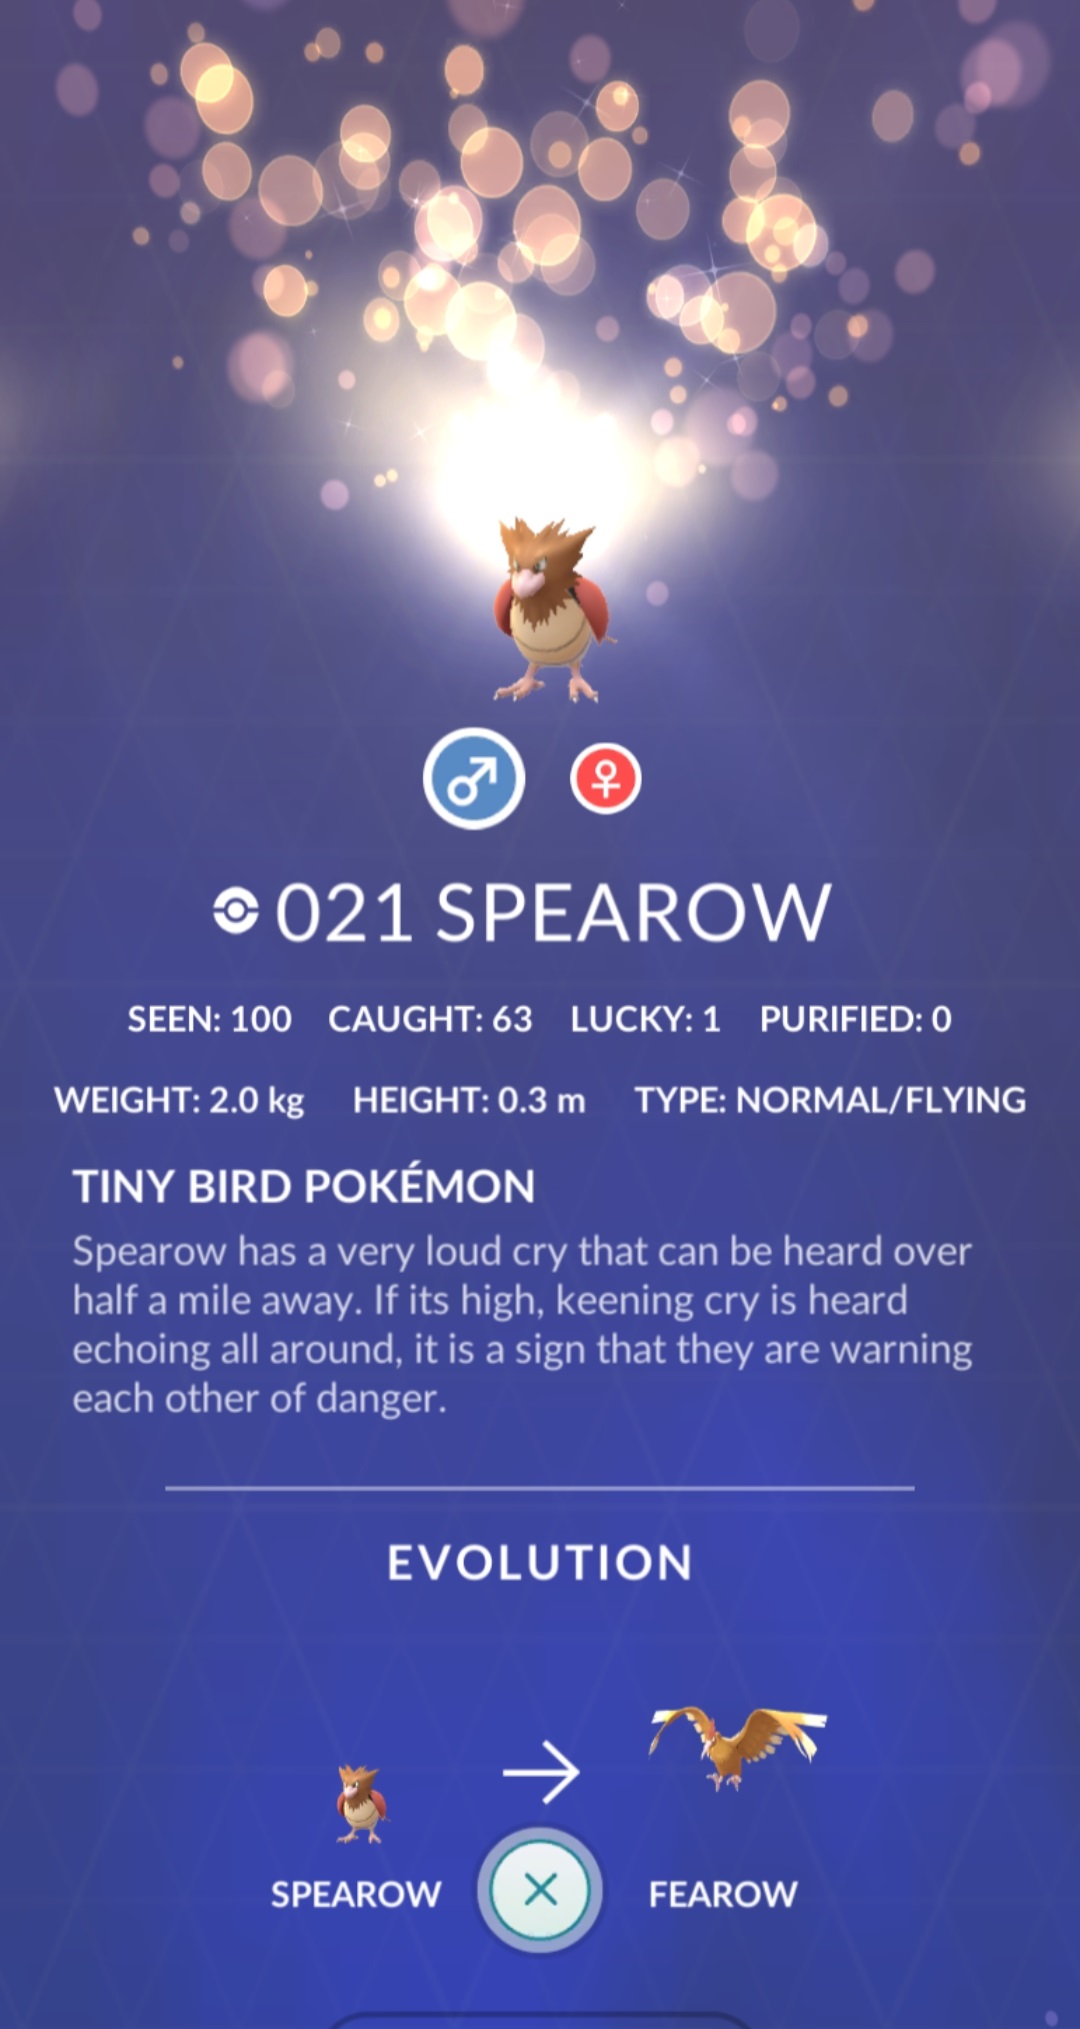 021 SPEAROW
SEEN: 100 CAUGHT: 63 LUCKY: 1 PURIFIED: 0
WEIGHT: 2.0 kg HEIGHT: 0.3 m TYPE: NORMAL/FLYING
TINY BIRD POKÉMON
Spearow has a very loud cry that can be heard over
half a mile away. If its high, keening cry is heard
echoing all around, it is a sign that they are warning
each other of danger.
EVOLUTION
SPEAROW FEAROW